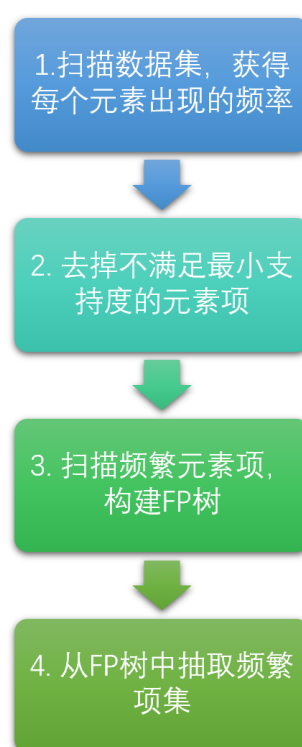 1.扫描数据集，获得
每个元素出现的频率
2. 去掉不满足最小支
持度的元素项
3. 扫描频繁元素项，
构建FP树
4. 从FP树中抽取频繁
项集